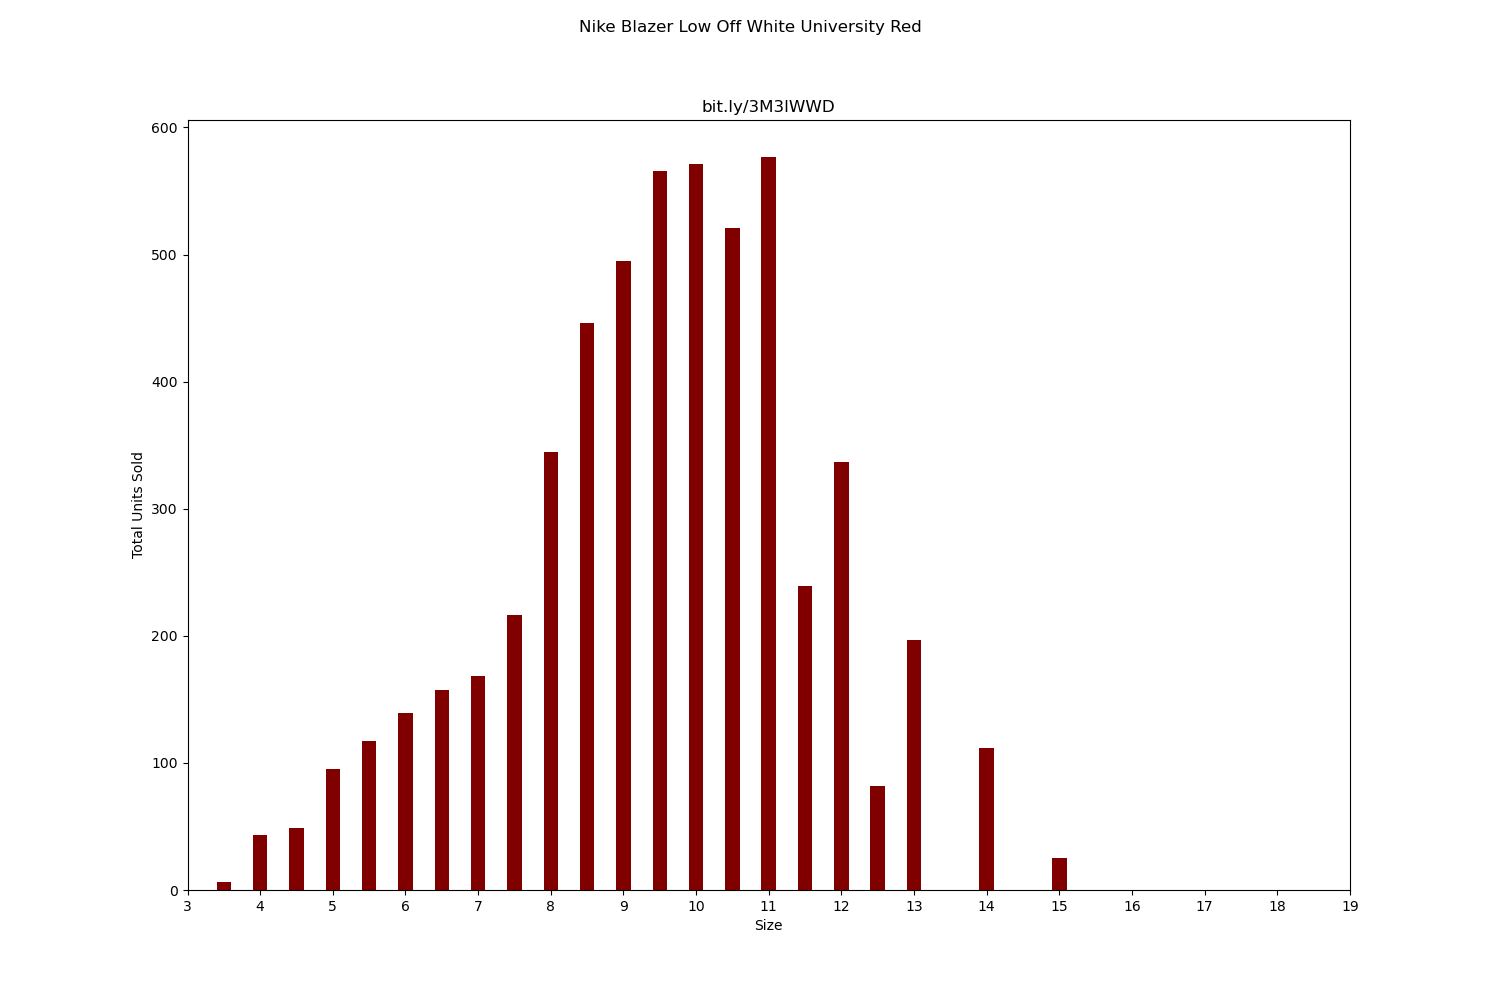 Nike Blazer Low Off White University Red
bit.ly/3M3lWWD
600
500
400
300
200
100
0
Total Units Sold
3 4 5 6 7 8 9 10 11 12 13 14 15 16 17 18 19
Size